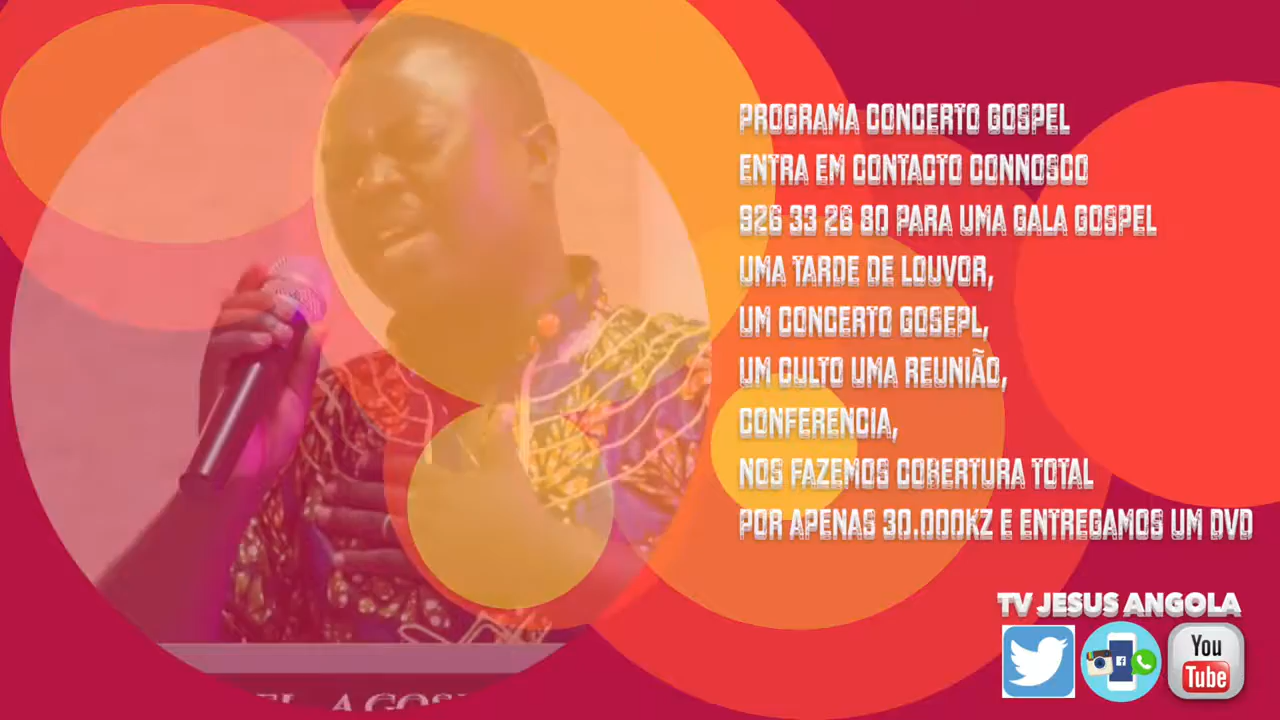 PROGRAMA CONCERTO GOSPEL
ENTRA EM CONTACTO CONNOSCO
926 33 26 80 PARA UMA GALA GOSPEL
UMA TARDE DE LOUVOR,
UM CONCERTO GOSEPL,
UM CULTO UMA REUNIÃO,
CONFERENCIA,
NOS FAZEMOS COBERTURA TOTAL
POR APENAS 30.000KZ E ENTREGAMOS UM DVD
TV JESUS ANGOLA
You
Tube